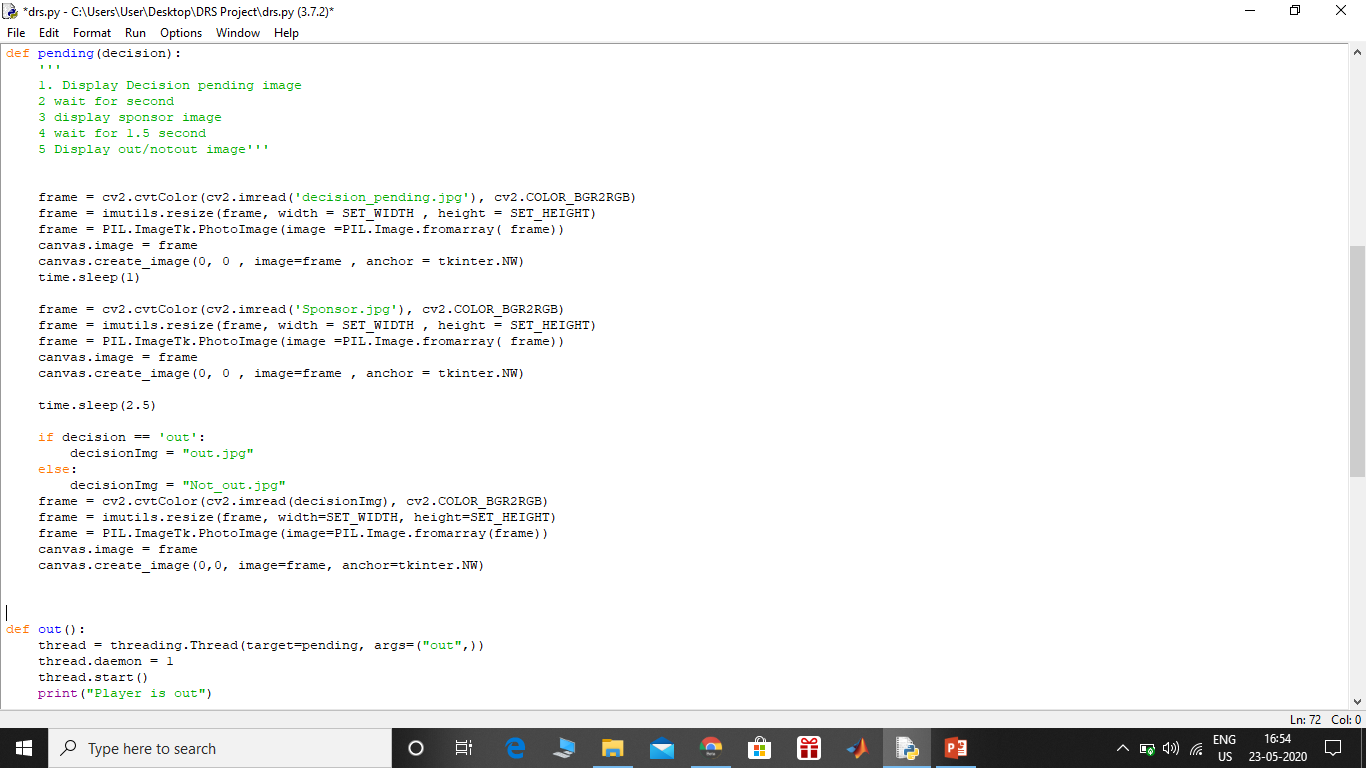 *drs.py - C:\Users\User\Desktop\DRS Project\drs.py (3.7.2)*
File Edit Format Run Options Window Help
def pending(decision):
    '''
    1. Display Decision pending image
    2 wait for second
    3 display sponsor image
    4 wait for 1.5 second
    5 Display out/notout image'''
    frame = cv2.cvtColor(cv2.imread('decision_pending.jpg'), cv2.COLOR_BGR2RGB)
    frame = imutils.resize(frame, width = SET_WIDTH , height = SET_HEIGHT)
    frame = PIL.ImageTk.PhotoImage(image =PIL.Image.fromarray( frame))
    canvas.image = frame
    canvas.create_image(0, 0 , image=frame , anchor = tkinter.NW)
    time.sleep(1)
    frame = cv2.cvtColor(cv2.imread('Sponsor.jpg'), cv2.COLOR_BGR2RGB)
    frame = imutils.resize(frame, width = SET_WIDTH , height = SET_HEIGHT)
    frame = PIL.ImageTk.PhotoImage(image =PIL.Image.fromarray( frame))
    canvas.image = frame
    canvas.create_image(0, 0 , image=frame , anchor = tkinter.NW)
    time.sleep(2.5)
    if decision == 'out':
        decisionImg = "out.jpg"
    else:
        decisionImg = "Not_out.jpg"
    frame = cv2.cvtColor(cv2.imread(decisionImg), cv2.COLOR_BGR2RGB)
    frame = imutils.resize(frame, width=SET_WIDTH, height=SET_HEIGHT)
    frame = PIL.ImageTk.PhotoImage(image=PIL.Image.fromarray(frame))
    canvas.image = frame
    canvas.create_image(0,0, image=frame, anchor=tkinter.NW)
def out():
    thread = threading.Thread(target=pending, args=("out",))
    thread.daemon = 1
    thread.start()
    print("Player is out")
Ln: 72 Col: 0
Type here to search
ENG
US
16:54
23-05-2020